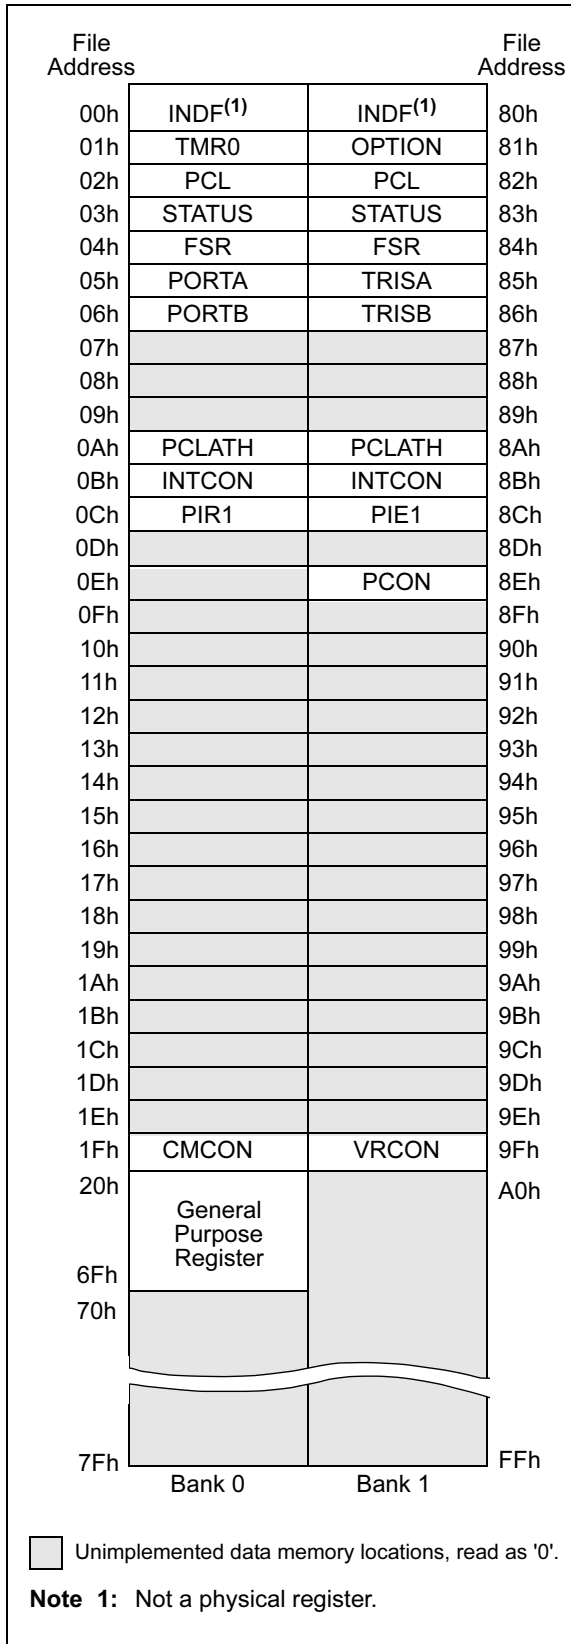 File Address File Address
00h INDF(1) INDF(1) 80h
01h TMR0 OPTION 81h
02h PCL PCL 82h
03h STATUS STATUS 83h
04h FSR FSR 84h
05h PORTA TRISA 85h
06h PORTB TRISB 86h
07h 87h
08h 88h
09h 89h
0Ah PCLATH PCLATH 8Ah
0Bh INTCON INTCON 8Bh
0Ch PIR1 PIE1 8Ch
0Dh 8Dh
0Eh PCON 8Eh
0Fh 8Fh
10h 90h
11h 91h
12h 92h
13h 93h
14h 94h
15h 95h
16h 96h
17h 97h
18h 98h
19h 99h
1Ah 9Ah
1Bh 9Bh
1Ch 9Ch
1Dh 9Dh
1Eh 9Eh
1Fh CMCON VRCON 9Fh
20h A0h
General
Purpose
Register
6Fh
70h
7Fh FFh
Bank 0 Bank 1
Unimplemented data memory locations, read as '0'.
Note 1: Not a physical register.